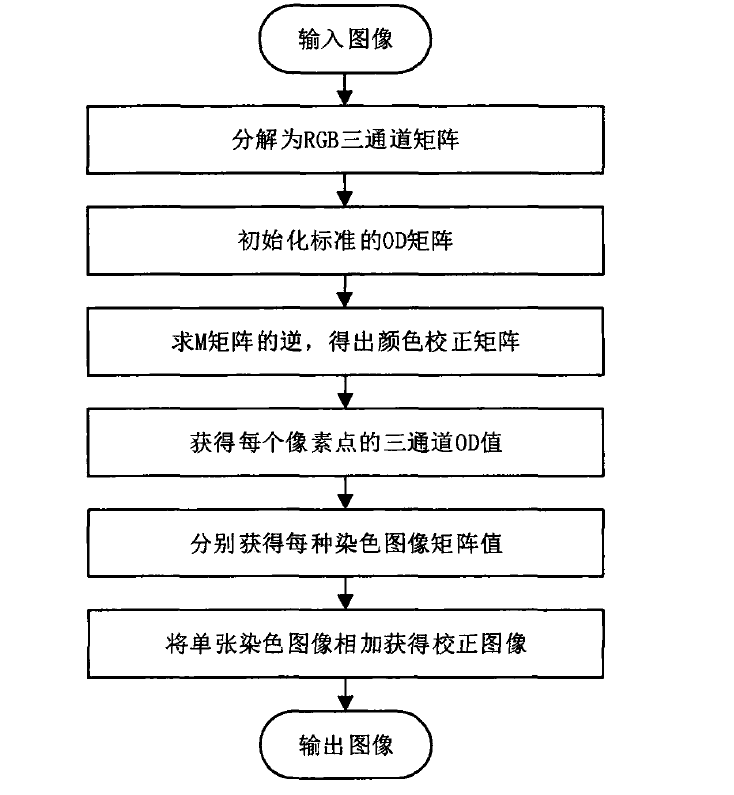 输入图像
分解为RGB三通道矩阵
初始化标准的OD矩阵
求M矩阵的逆，得出颜色校正矩阵
获得每个像素点的三通道OD值
分别获得每种染色图像矩阵值
将单张染色图像相加获得校正图像
输出图像